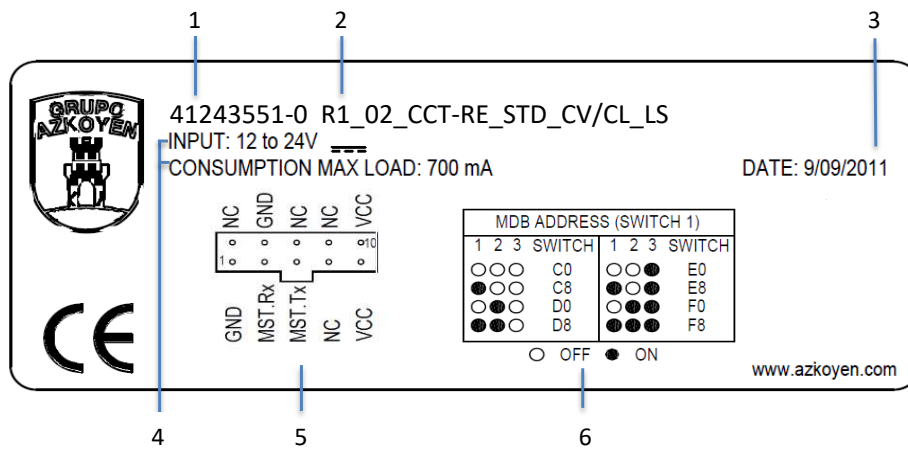 1 2 3
GRUPO
AZKOYEN
41243551-0 R1_02_CCT-RE_STD_CV/CL_LS
INPUT: 12 to 24V
CONSUMPTION MAX LOAD: 700 mA
DATE: 9/09/2011
NC GND NC NC VCC
10
1
GND MST.Rx MST.Tx NC VCC
MDB ADDRESS (SWITCH 1)
1 2 3 SWITCH 1 2 3 SWITCH
C0 E0
C8 E8
D0 F0
D8 F8
OFF ON
CE
www.azkoyen.com
4 5 6